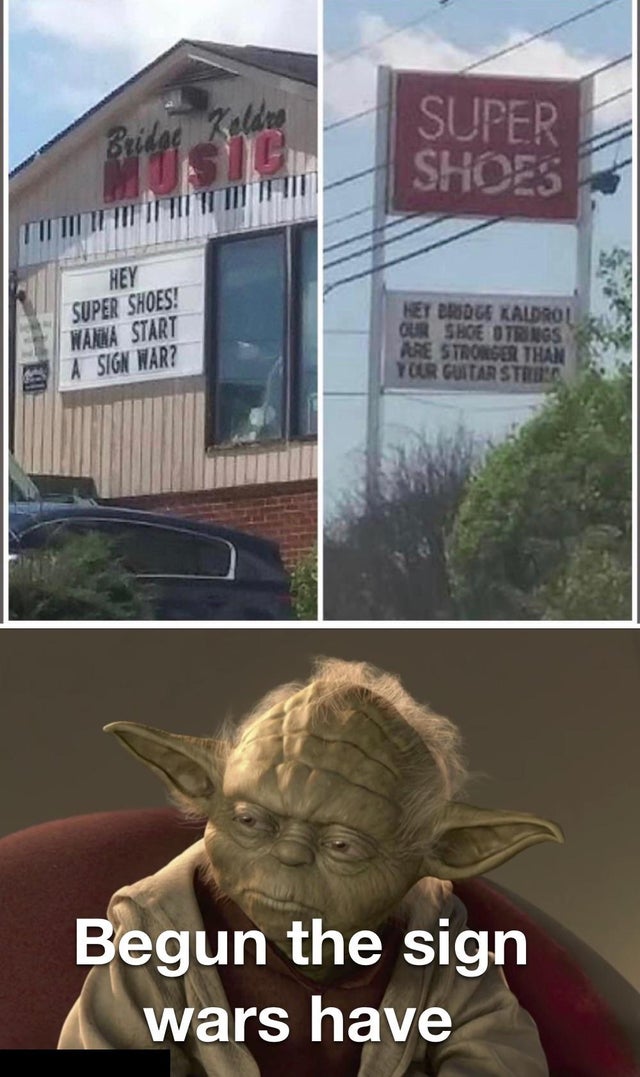 Bridge Kaldro
MUSIC
HEY
SUPER SHOES!
WANNA START
A SIGN WAR?
SUPER
SHOES
HEY BRIDGE KALDRO!
OUR SHOE STRINGS
ARE STRONGER THAN
YOUR GUITAR STRING
Begun the sign
wars have